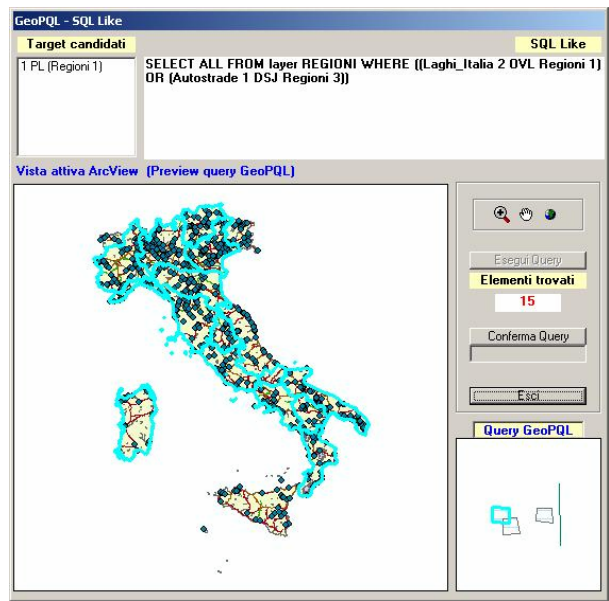 GeoPQL - SQL Like
Target candidati
SQL Like
1 PL (Regioni 1)
SELECT ALL FROM layer REGIONI WHERE ((Laghi_Italia 2 OVL Regioni 1)
OR (Autostrade 1 DSJ Regioni 3))
Vista attiva ArcView (Preview query GeoPQL)
Esegui Query
Elementi trovati
15
Conferma Query
Esci
Query GeoPQL